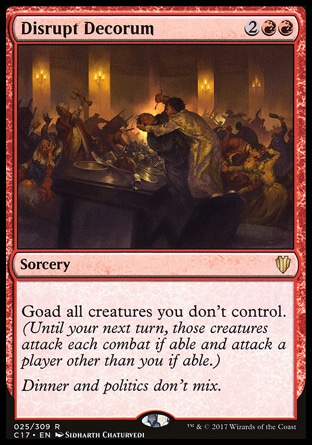 Disrupt Decorum 2
Sorcery
Goad all creatures you don't control.
(Until your next turn, those creatures
attack each combat if able and attack a
player other than you if able.)
Dinner and politics don't mix.
025/309 R
C17 • EN Sidharth Chaturvedi ™ & © 2017 Wizards of the Coast